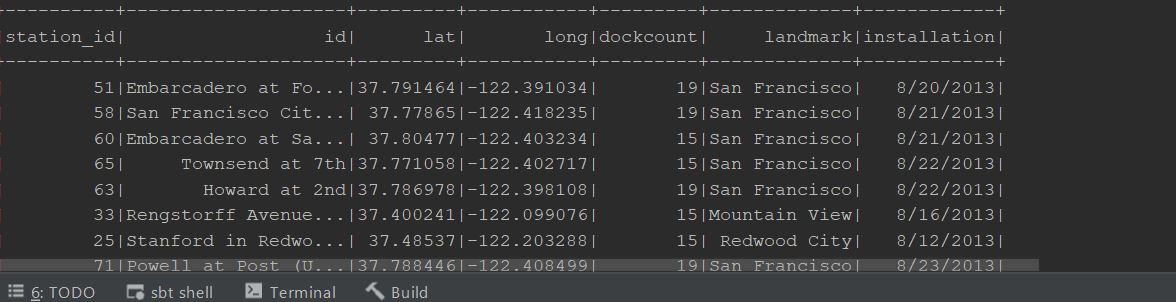 +----------+--------------------+---------+-----------+---------+-------------+------------+
|station_id|                  id|      lat|       long|dockcount|     landmark|installation|
+----------+--------------------+---------+-----------+---------+-------------+------------+
|        51|Embarcadero at Fo...|37.791464|-122.391034|       19|San Francisco|   8/20/2013|
|        58|San Francisco Cit...| 37.77865|-122.418235|       19|San Francisco|   8/21/2013|
|        60|Embarcadero at Sa...| 37.80477|-122.403234|       15|San Francisco|   8/21/2013|
|        65|     Townsend at 7th|37.771058|-122.402717|       15|San Francisco|   8/22/2013|
|        63|       Howard at 2nd|37.786978|-122.398108|       19|San Francisco|   8/22/2013|
|        33|Rengstorff Avenue...|37.400241|-122.099076|       15|Mountain View|   8/16/2013|
|        25|Stanford in Redwo...| 37.48537|-122.203288|       15| Redwood City|   8/12/2013|
|        71|Powell at Post (U...|37.788446|-122.408499|       19|San Francisco|   8/23/2013|
6: TODO sbt shell Terminal Build